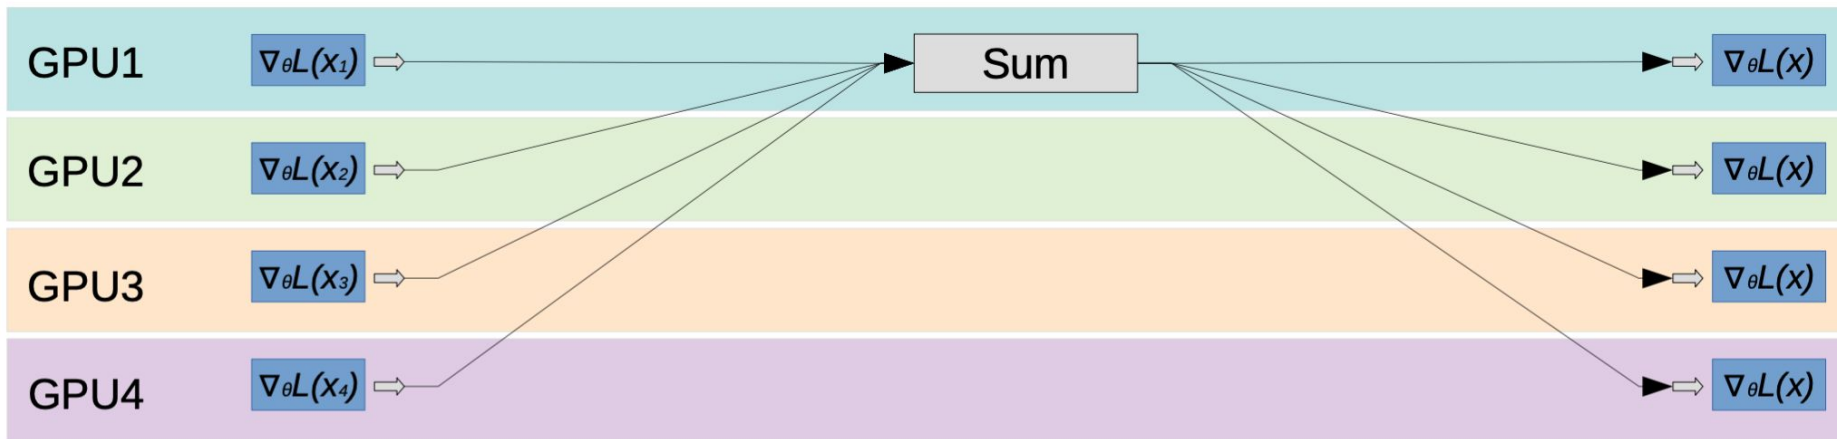 GPU1 ∇θL(x₁) Sum ∇θL(x)
GPU2 ∇θL(x₂) ∇θL(x)
GPU3 ∇θL(x₃) ∇θL(x)
GPU4 ∇θL(x₄) ∇θL(x)